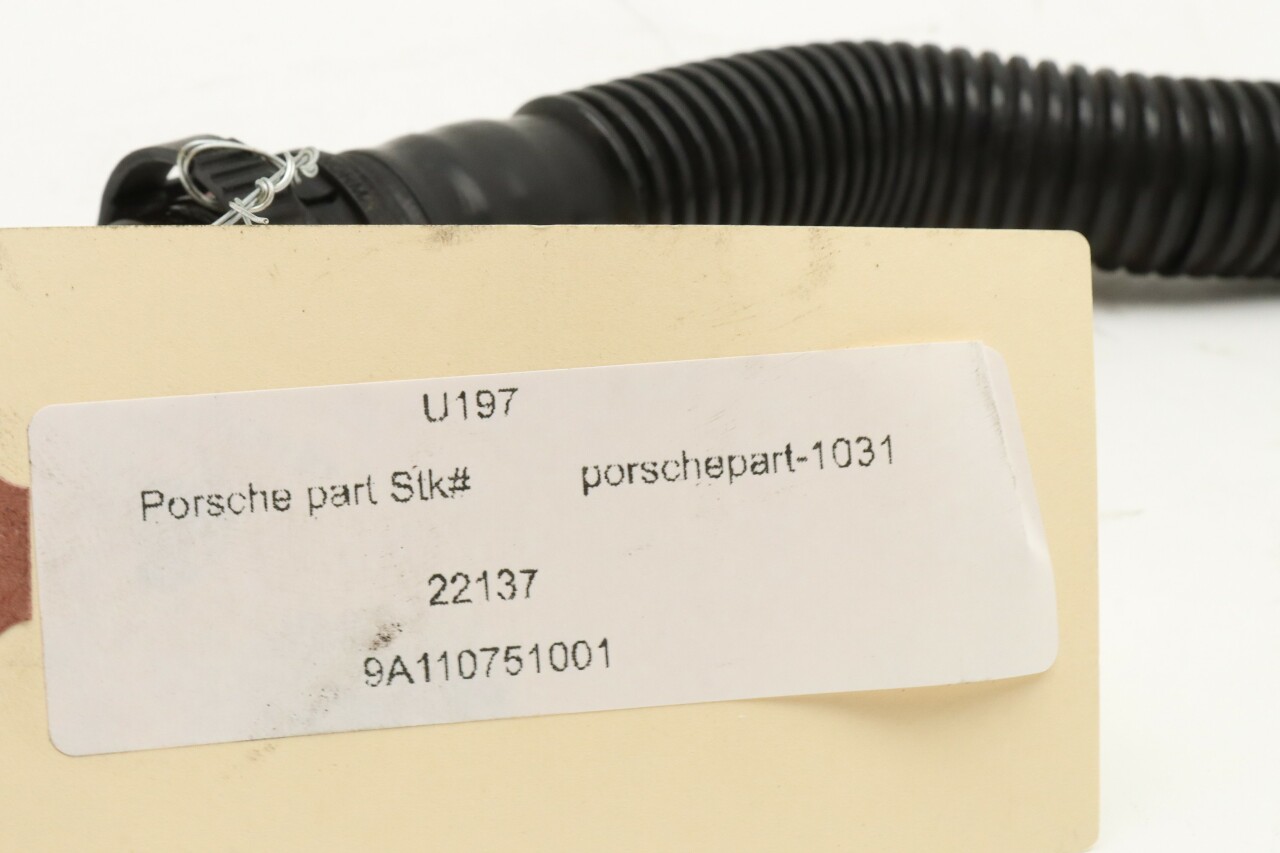 U197
Porsche part Stk# porschepart-1031
22137
9A110751001